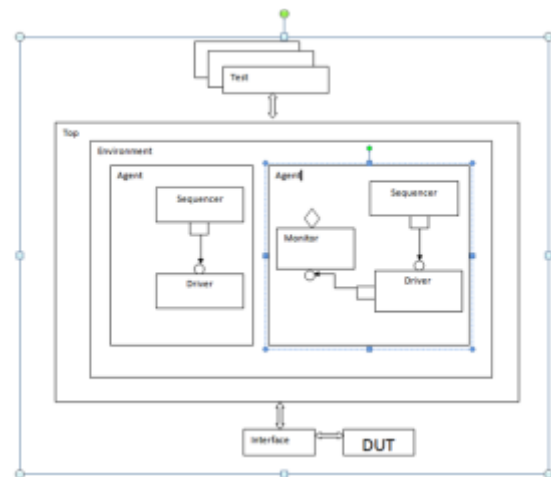 Test
Top
Environment
Agent
Sequencer
Driver
Agent
Sequencer
Monitor
Driver
Interface
DUT